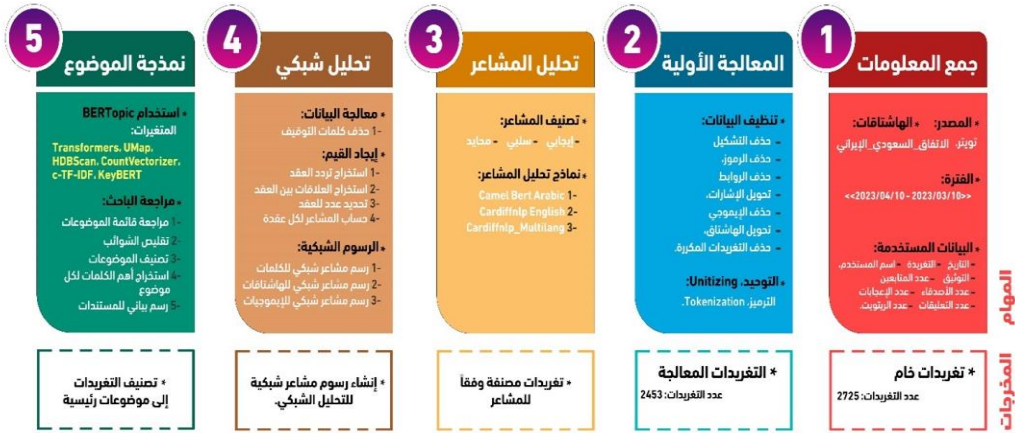 1
جمع المعلومات
* المصدر: * الهاشتاقات:
تويتر. الاتفاق_السعودي_الإيراني
* الفترة:
<<2023/04/10 - 2023/03/10>>
* البيانات المستخدمة:
- التاريخ - التغريدة - اسم المستخدم.
- التوثيق - عدد المتابعين
- عدد الأصدقاء - عدد الإعجابات
- عدد التعليقات - عدد الريتويت.
المهام
* تغريدات خام
عدد التغريدات: 2725
المخرجات
2
المعالجة الأولية
* تنظيف البيانات:
- حذف التشكيل
- حذف الرموز.
- حذف الروابط
- تحويل الإشارات.
- حذف الإيموجي
- تحويل الهاشتاق.
- حذف التغريدات المكررة.
* التوحيد. Unitizing:
الترميز. Tokenization.
* التغريدات المعالجة
عدد التغريدات: 2453
3
تحليل المشاعر
* تصنيف المشاعر:
- إيجابي - سلبي - محايد
* نماذج تحليل المشاعر:
Camel Bert Arabic 1-
Cardiffnlp English 2-
Cardiffnlp_Multilang 3-
* تغريدات مصنفة وفقاً
للمشاعر
4
تحليل شبكي
* معالجة البيانات:
1- حذف كلمات التوقيف
* إيجاد القيم:
1- استخراج تردد العقد
2- استخراج العلاقات بين العقد
3- تحديد عدد للعقد
4- حساب المشاعر لكل عقدة
* الرسوم الشبكية:
1- رسم مشاعر شبكي للكلمات
2- رسم مشاعر شبكي للهاشتاقات
3- رسم مشاعر شبكي للإيموجيات
* إنشاء رسوم مشاعر شبكية
للتحليل الشبكي.
5
نمذجة الموضوع
* استخدام BERTopic
المتغيرات:
Transformers. UMap.
HDBScan. CountVectorizer.
c-TF-IDF. KeyBERT
* مراجعة الباحث:
1- مراجعة قائمة الموضوعات
2- تقليص الشوائب
3- تصنيف الموضوعات
4- استخراج أهم الكلمات لكل
موضوع
5- رسم بياني للمستندات
* تصنيف التغريدات
إلى موضوعات رئيسية